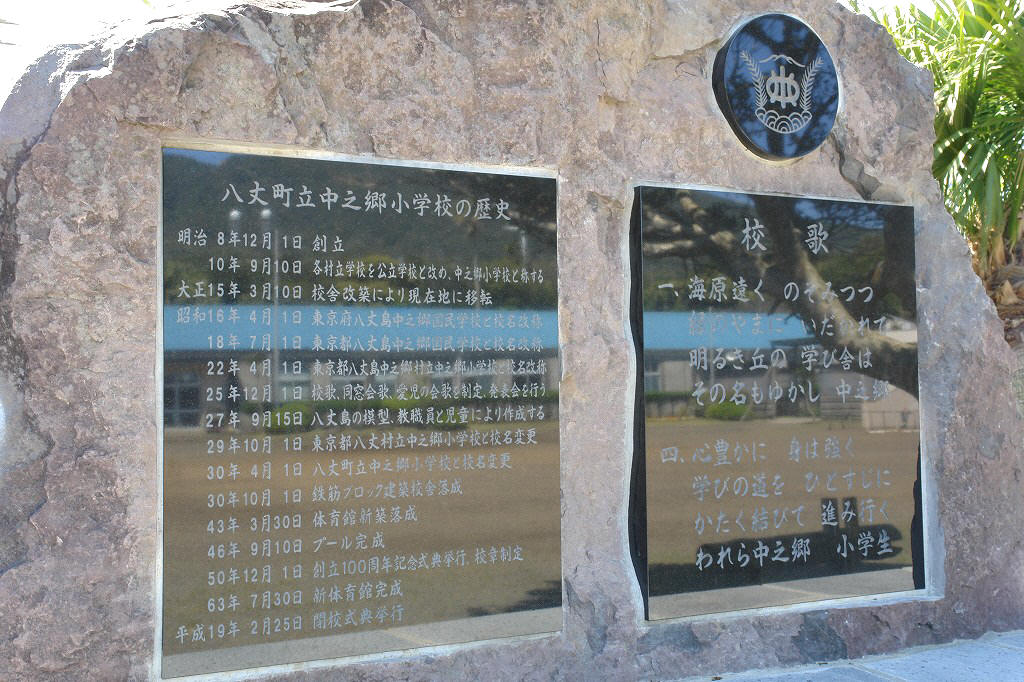 八丈町立中之郷小学校の歴史
明治 8年12月 1日 創立
10年 9月10日 各村立学校を公立学校と改め、中之郷小学校と称する
大正15年 3月10日 校舎改築により現在地に移転
昭和16年 4月 1日 東京府八丈島中之郷国民学校と校名改称
18年 7月 1日 東京都八丈島中之郷国民学校と校名改称
22年 4月 1日 東京都八丈島中之郷村立中之郷小学校と校名改称
25年12月 1日 校歌、同窓会歌、愛児の会歌を制定、発表会を行う
27年 9月15日 八丈島の模型、教職員と児童により作成する
29年10月 1日 東京都八丈村立中之郷小学校と校名変更
30年 4月 1日 八丈町立中之郷小学校と校名変更
30年10月 1日 鉄筋ブロック建築校舎落成
43年 3月30日 体育館新築落成
46年 9月10日 プール完成
50年12月 1日 創立100周年記念式典挙行、校章制定
63年 7月30日 新体育館完成
平成19年 2月25日 閉校式典挙行
校 歌
一、海原遠く のぞみつつ
やまに いだかれて
明るき丘の 学び舎は
その名もゆかし 中之郷
四、心豊かに 身は強く
学びの道を ひとすじに
かたく結びて 進み行く
われら中之郷 小学生